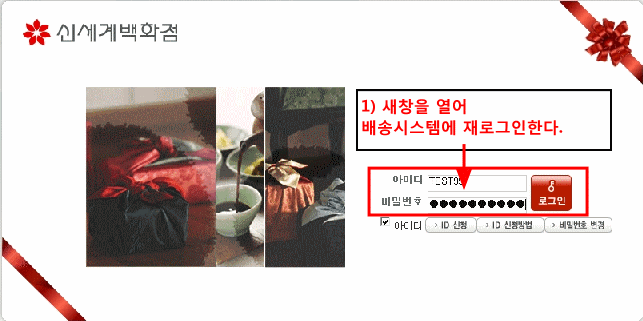 신세계백화점
1) 새창을 열어
배송시스템에 재로그인한다.
아이디
비밀번호 ●●●●●●●●●●
로그인
아이디 > ID 신청 > ID 신청방법 > 비밀번호 변경